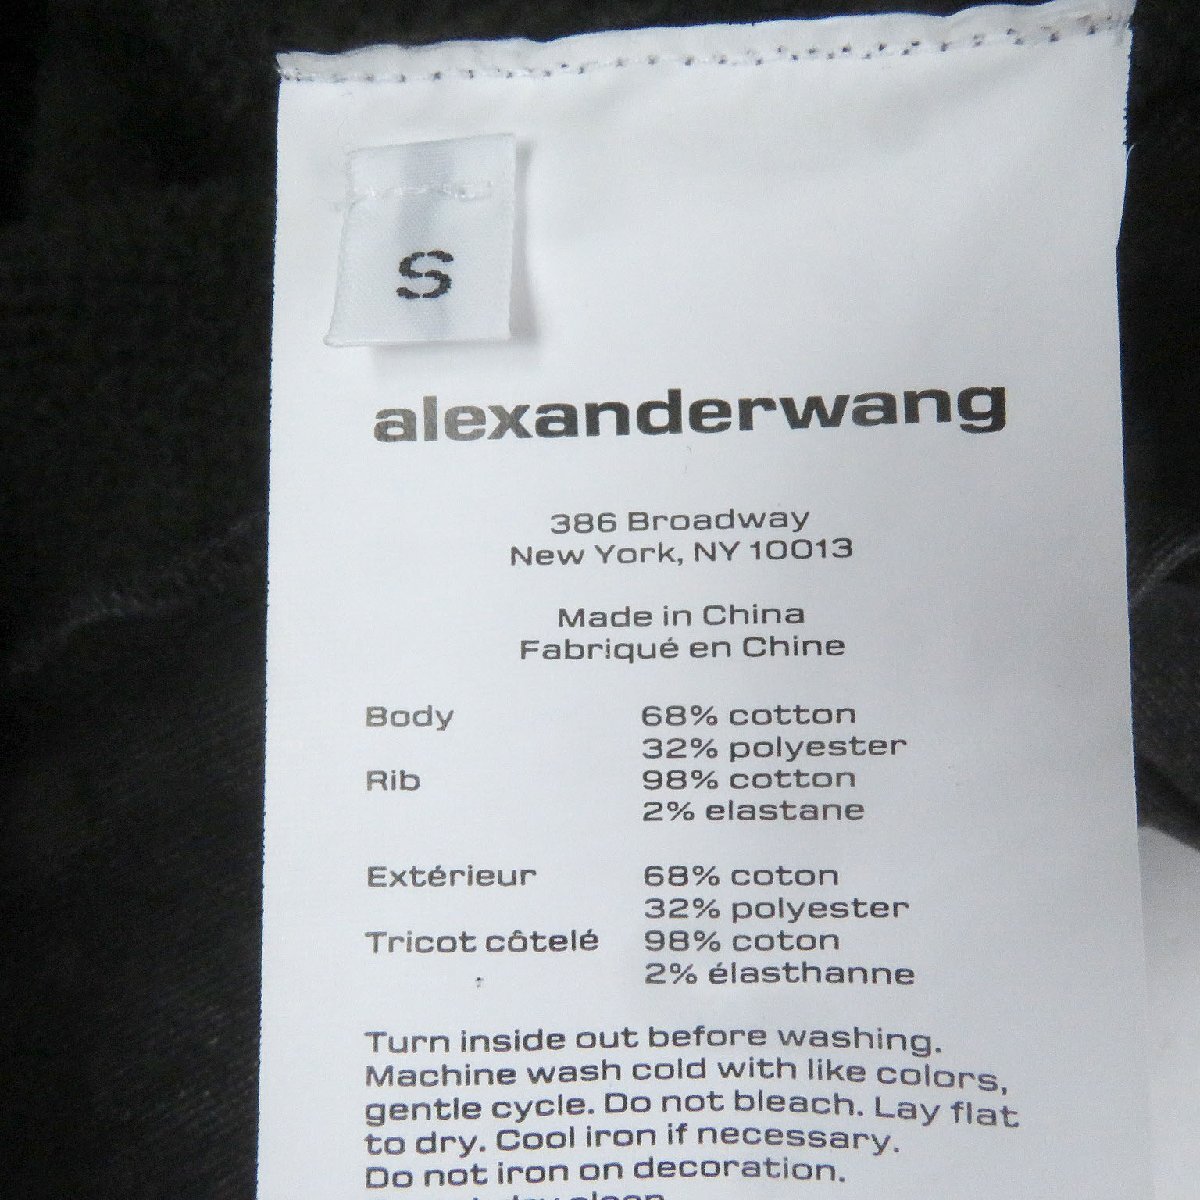 S
alexanderwang
386 Broadway
New York, NY 10013
Made in China
Fabriqué en Chine
Body 68% cotton
32% polyester
Rib 98% cotton
2% elastane
Extérieur 68% coton
32% polyester
Tricot côtelé 98% coton
2% élasthanne
Turn inside out before washing.
Machine wash cold with like colors,
gentle cycle. Do not bleach. Lay flat
to dry. Cool iron if necessary.
Do not iron on decoration.